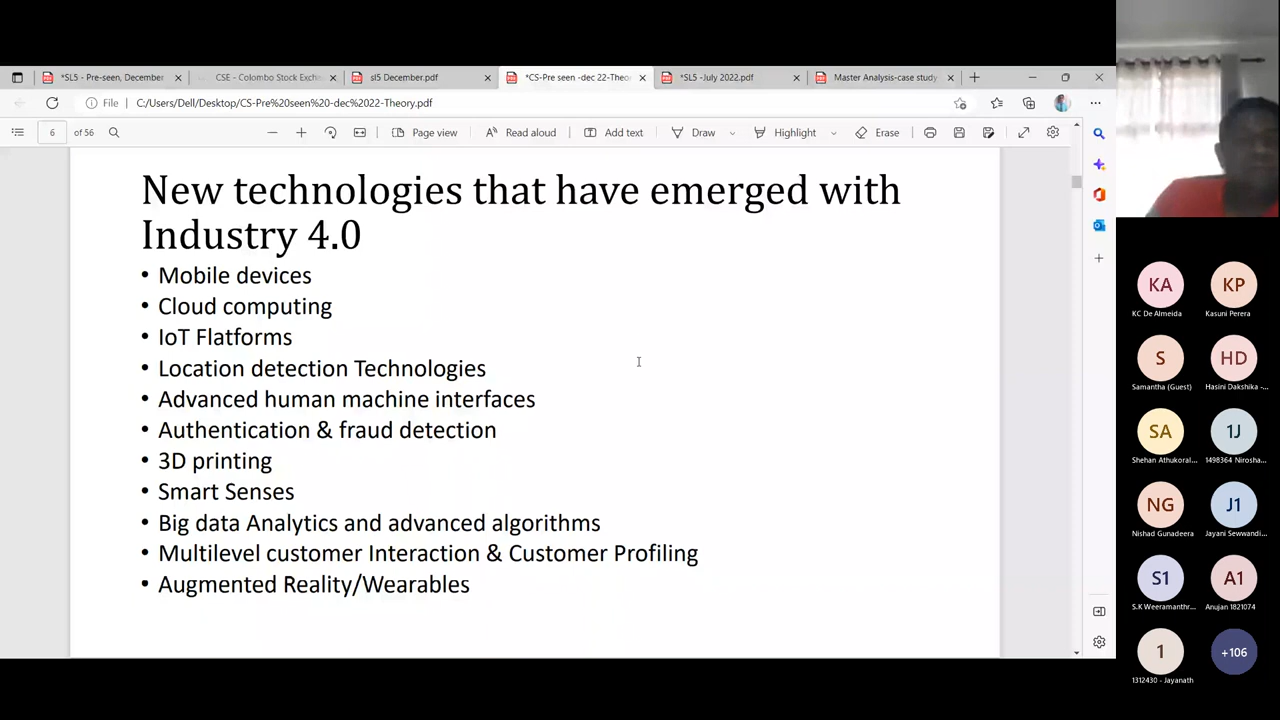 *SL5 - Pre-seen, December
CSE - Colombo Stock Exch
sl5 December.pdf
*CS-Pre seen -dec 22-Theor
*SL5 -July 2022.pdf
Master Analysis-case study
File
C:/Users/Dell/Desktop/CS-Pre%20seen%20-dec%2022-Theory.pdf
6 of 56
Page view
Read aloud
Add text
Draw
Highlight
Erase
New technologies that have emerged with
Industry 4.0
• Mobile devices
• Cloud computing
• IoT Flatforms
• Location detection Technologies
• Advanced human machine interfaces
• Authentication & fraud detection
• 3D printing
• Smart Senses
• Big data Analytics and advanced algorithms
• Multilevel customer Interaction & Customer Profiling
• Augmented Reality/Wearables
KA
KC De Almeida
KP
Kasuni Perera
S
Samantha (Guest)
HD
Hasini Dakshika -...
SA
Shehan Athukoral...
1J
1498364 Nirosha...
NG
Nishad Gunadeera
J1
Jayani Sewwandi...
S1
S.K Weeramanthr...
A1
Anujan 1821074
1
1312430 - Jayanath
+106